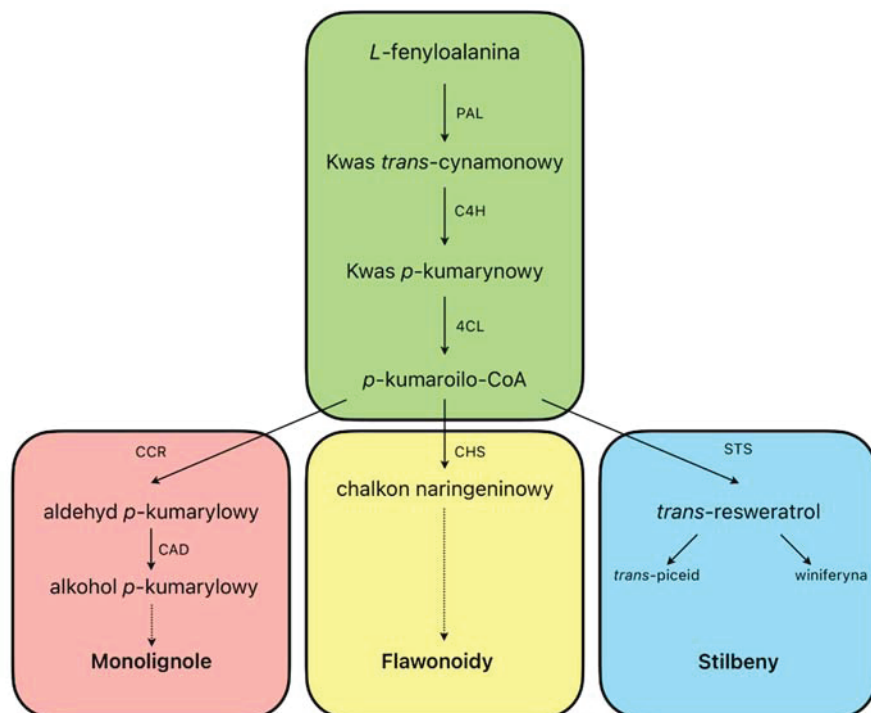 L-fenyloalanina
PAL
Kwas trans-cynamonowy
C4H
Kwas p-kumarynowy
4CL
p-kumaroilo-CoA
CCR
aldehyd p-kumarylowy
CAD
alkohol p-kumarylowy
Monolignole
CHS
chalkon naringeninowy
Flawonoidy
STS
trans-resweratrol
trans-piceid
winiferyna
Stilbeny